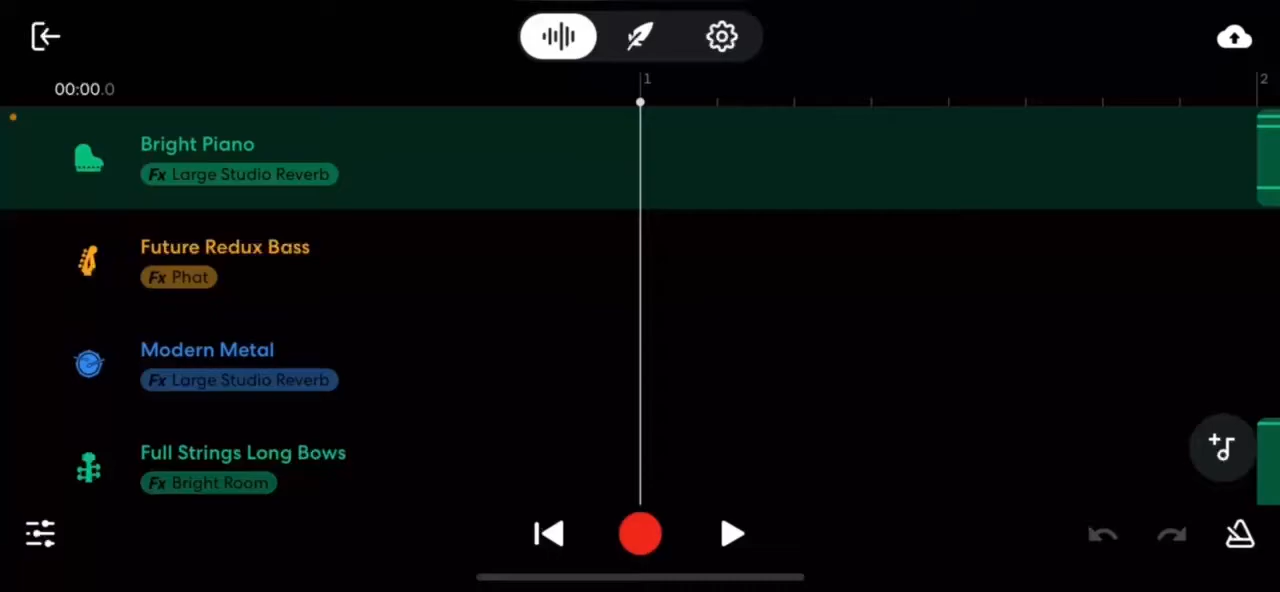 00:00.0
1
2
Bright Piano
Fx Large Studio Reverb
Future Redux Bass
Fx Phat
Modern Metal
Fx Large Studio Reverb
Full Strings Long Bows
Fx Bright Room